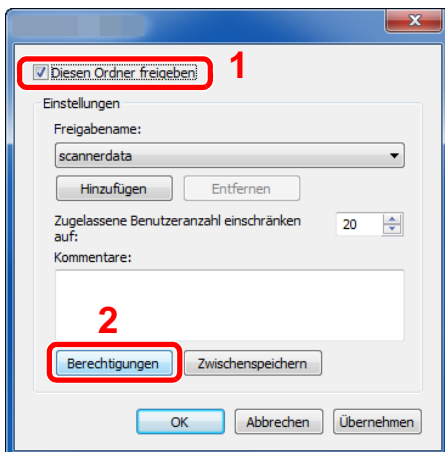 Diesen Ordner freigeben
1
Einstellungen
Freigabename:
scannerdata
Hinzufügen
Entfernen
Zugelassene Benutzeranzahl einschränken
auf:
20
Kommentare:
2
Berechtigungen
Zwischenspeichern
OK
Abbrechen
Übernehmen